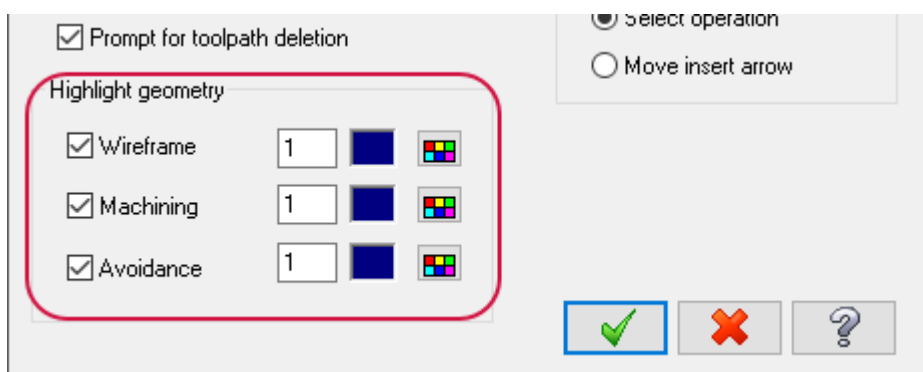 Prompt for toolpath deletion
Select operation
Move insert arrow
Highlight geometry
Wireframe 1
Machining 1
Avoidance 1